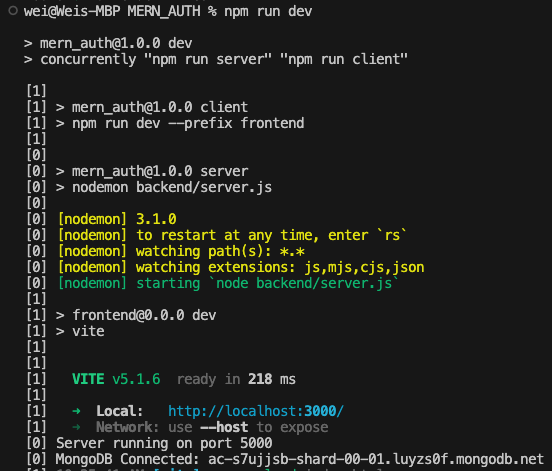 wei@Weis-MBP MERN_AUTH % npm run dev
> mern_auth@1.0.0 dev
> concurrently "npm run server" "npm run client"
[1]
[1] > mern_auth@1.0.0 client
[1] > npm run dev --prefix frontend
[1]
[0]
[0] > mern_auth@1.0.0 server
[0] > nodemon backend/server.js
[0]
[0] [nodemon] 3.1.0
[0] [nodemon] to restart at any time, enter `rs`
[0] [nodemon] watching path(s): *.*
[0] [nodemon] watching extensions: js,mjs,cjs,json
[0] [nodemon] starting `node backend/server.js`
[1]
[1] > frontend@0.0.0 dev
[1] > vite
[1]
[1]
[1] VITE v5.1.6 ready in 218 ms
[1]
[1] ➜ Local: http://localhost:3000/
[1] ➜ Network: use --host to expose
[0] Server running on port 5000
[0] MongoDB Connected: ac-s7ujjsb-shard-00-01.luyzs0f.mongodb.net